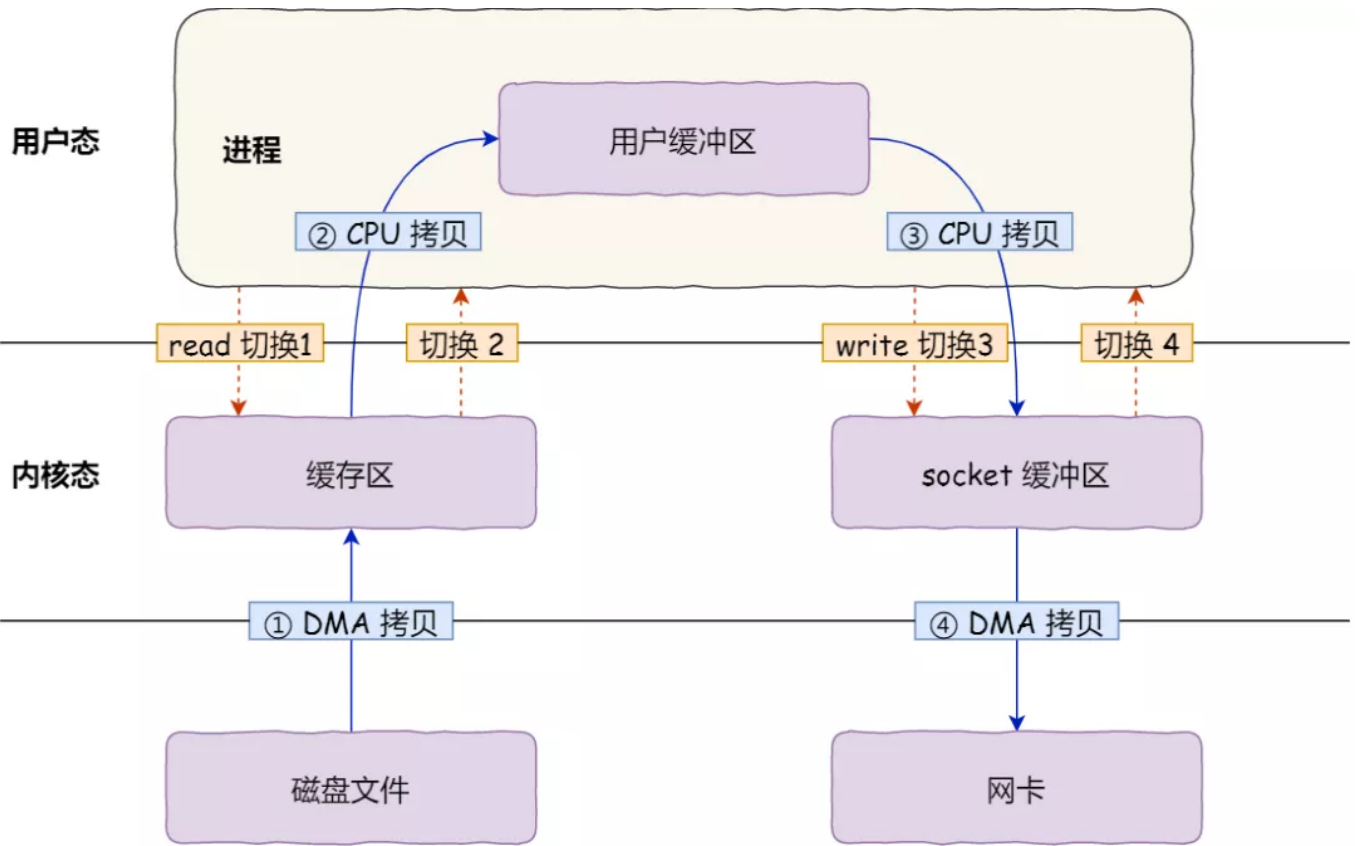 用户态
进程
用户缓冲区
② CPU 拷贝
③ CPU 拷贝
read 切换1
切换 2
write 切换3
切换 4
内核态
缓存区
socket 缓冲区
① DMA 拷贝
④ DMA 拷贝
磁盘文件
网卡